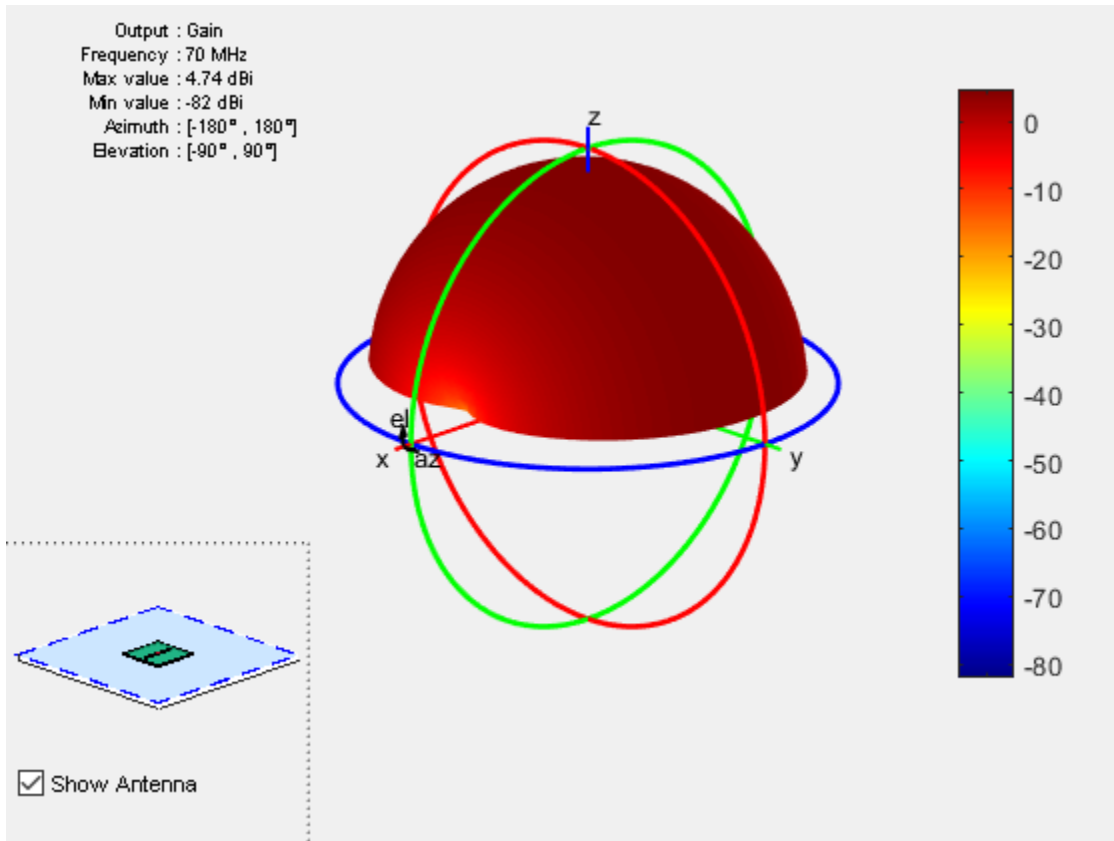 Output : Gain
Frequency : 70 MHz
Max value : 4.74 dBi
Min value : -82 dBi
Azimuth : [-180° , 180°]
Elevation : [-90° , 90°]
z
0
-10
-20
-30
-40
-50
-60
-70
-80
el
x
az
y
Show Antenna